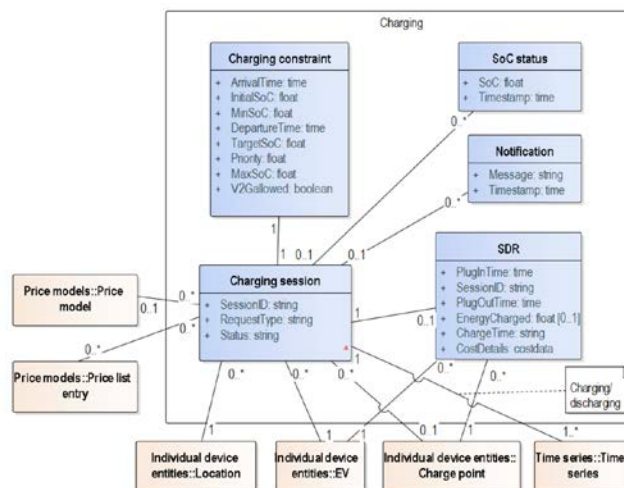 Charging
Charging constraint
+ ArrivalTime: time
+ InitialSoC: float
+ MinSoC: float
+ DepartureTime: time
+ TargetSoC: float
+ Priority: float
+ MaxSoC: float
+ V2Gallowed: boolean
SoC status
+ SoC: float
+ Timestamp: time
0..*
Notification
+ Message: string
+ Timestamp: time
0..*
1
1
0..1
0..1
SDR
+ PlugInTime: time
+ SessionID: string
+ PlugOutTime: time
+ EnergyCharged: float [0..1]
+ ChargeTime: string
+ CostDetails: costdata
Charging session
+ SessionID: string
+ RequestType: string
+ Status: string
Price models::Price
model
0..1
0..*
0..*
1
0..1
0..*
Price models::Price list
entry
0..*
0..*
0..*
1
0..*
0..*
Charging/
discharging
1
1
0..1
1
1..*
Individual device
entities::Location
Individual device
entities::EV
Individual device entities::
Charge point
Time series::Time
series